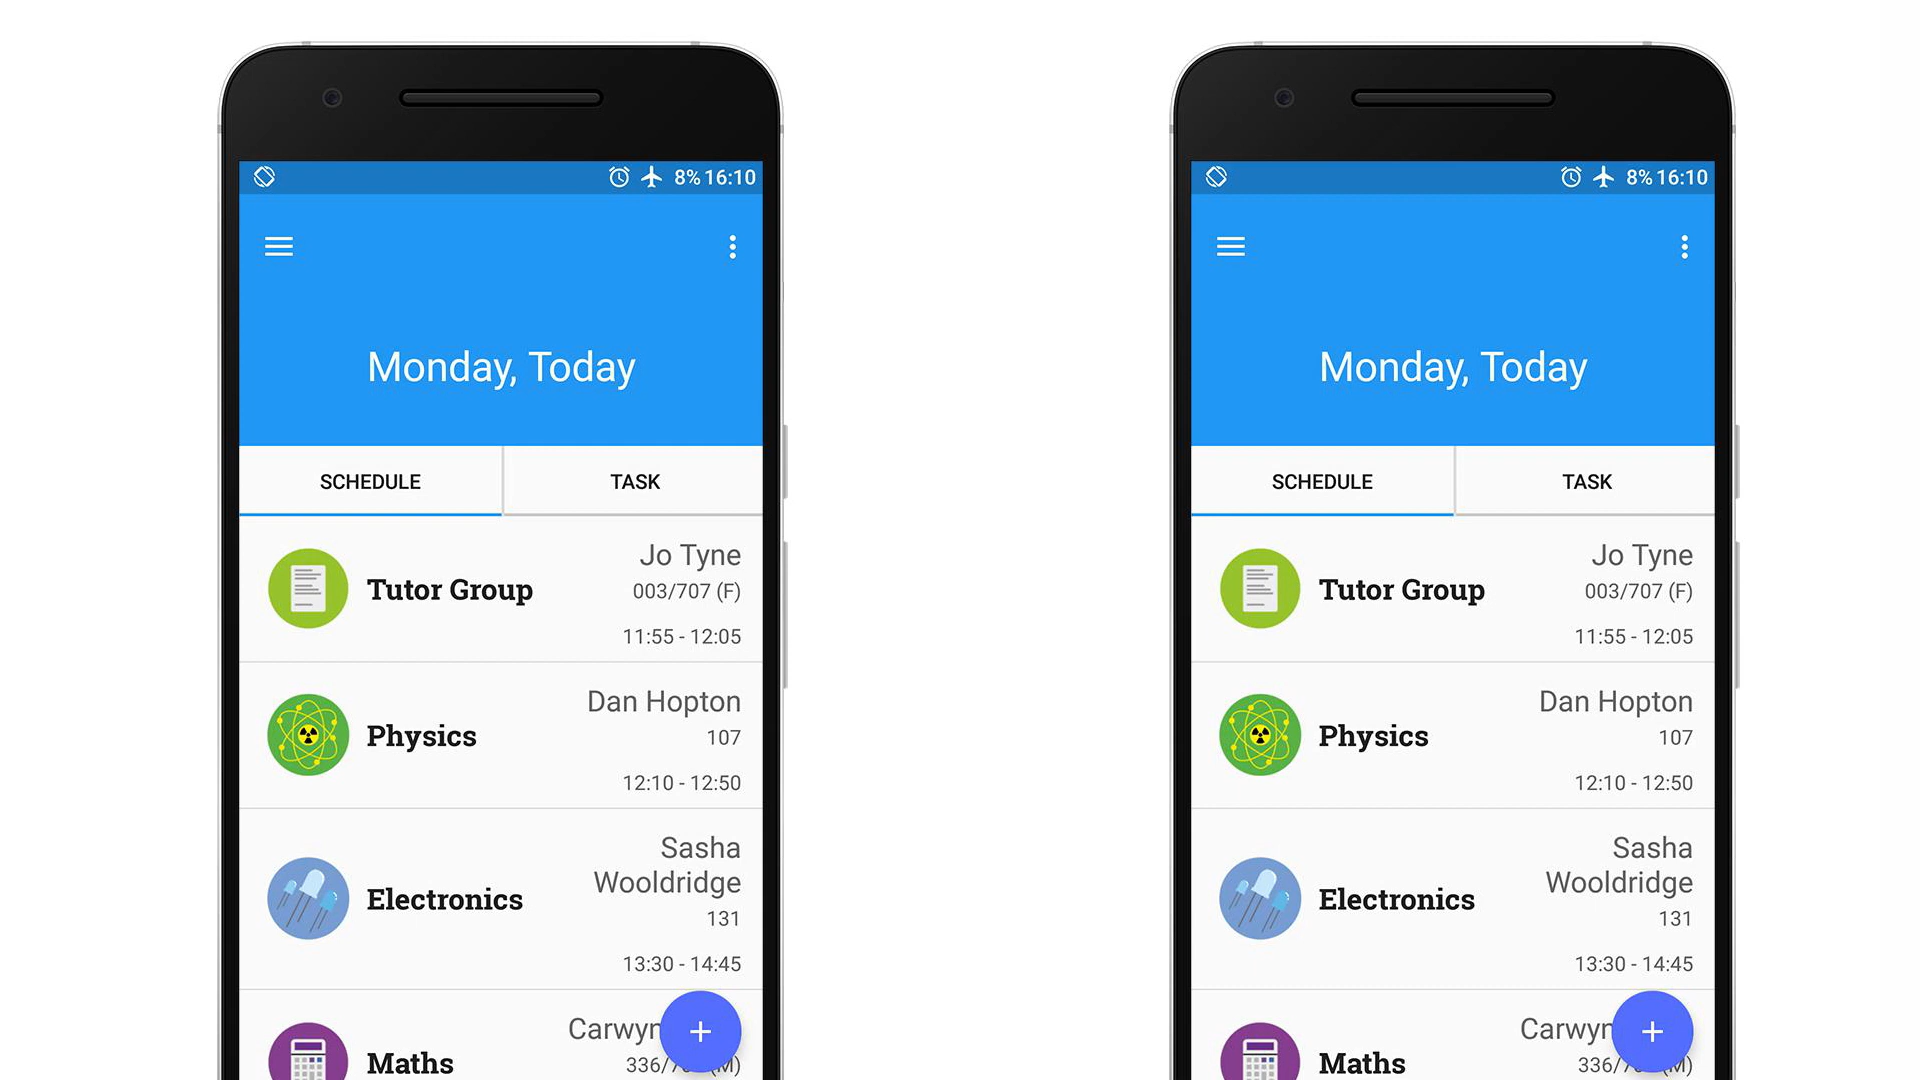 8% 16:10
Monday, Today
SCHEDULE TASK
Jo Tyne
Tutor Group
003/707 (F)
11:55 - 12:05
Dan Hopton
Physics
107
12:10 - 12:50
Sasha
Wooldridge
Electronics
131
13:30 - 14:45
Maths
8% 16:10
Monday, Today
SCHEDULE TASK
Jo Tyne
Tutor Group
003/707 (F)
11:55 - 12:05
Dan Hopton
Physics
107
12:10 - 12:50
Sasha
Wooldridge
Electronics
131
13:30 - 14:45
Maths